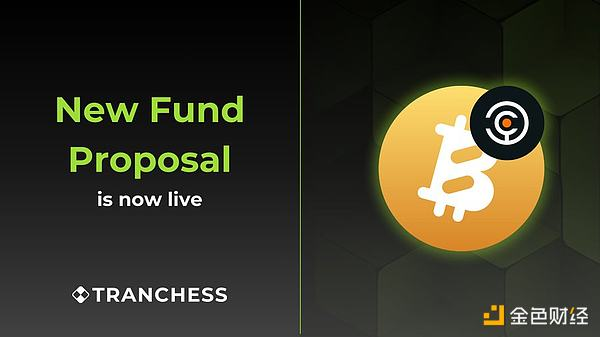 New Fund
Proposal
is now live
TRANCHESS
金色财经